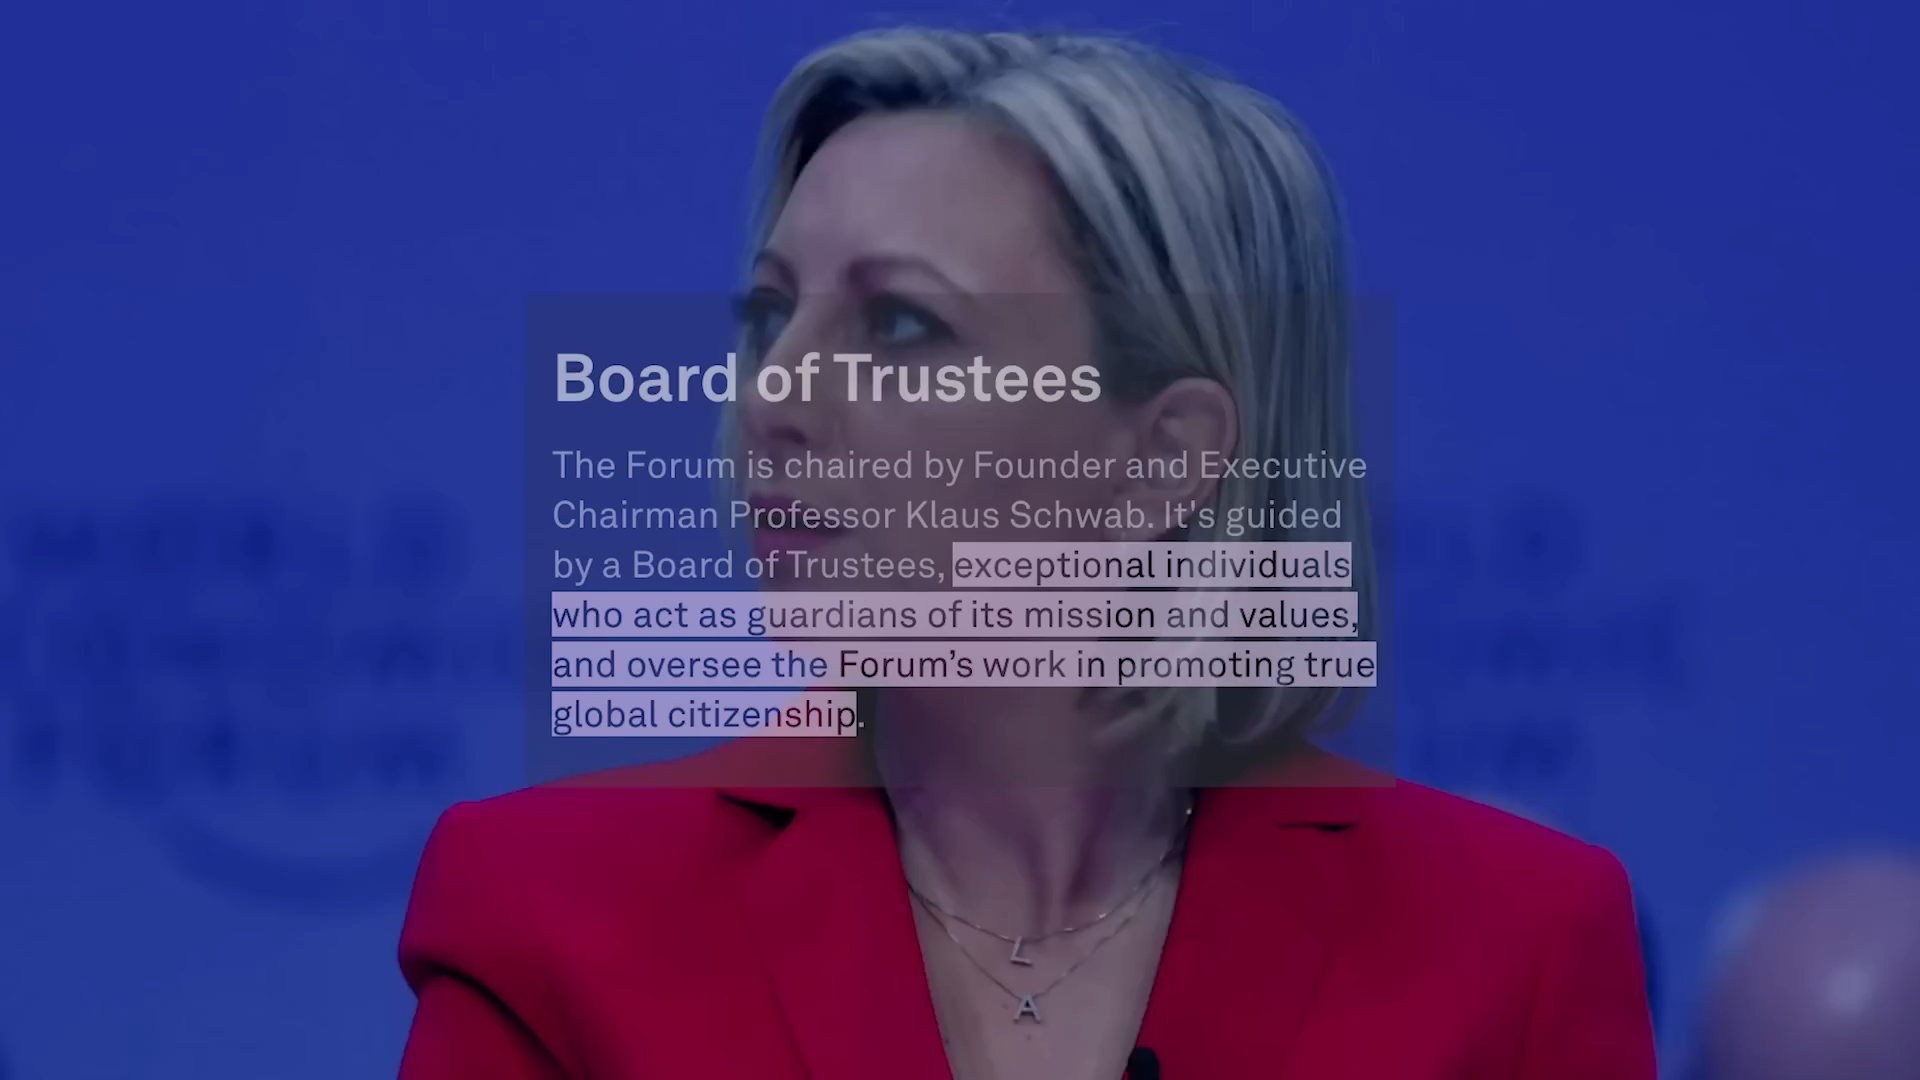 Board of Trustees
The Forum is chaired by Founder and Executive
Chairman Professor Klaus Schwab. It's guided
by a Board of Trustees, exceptional individuals
who act as guardians of its mission and values,
and oversee the Forum’s work in promoting true
global citizenship.
L
A